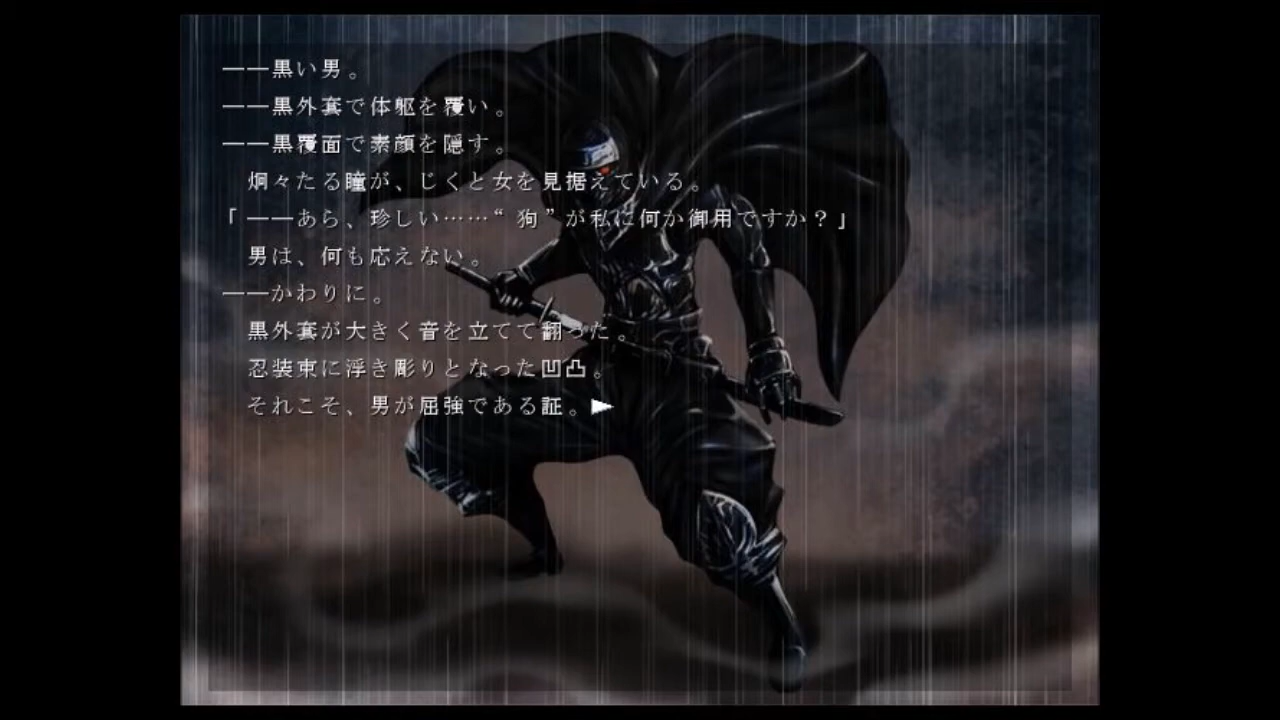 ――黒い男。
――黒外套で体躯を覆い。
――黒覆面で素顔を隠す。
炯々たる瞳が、じくと女を見据えている。
「――あら、珍しい……“狗”が私に何か御用ですか？」
男は、何も応えない。
――かわりに。
黒外套が大きく音を立てて翻った。
忍装束に浮き彫りとなった凹凸。
それこそ、男が屈強である証。